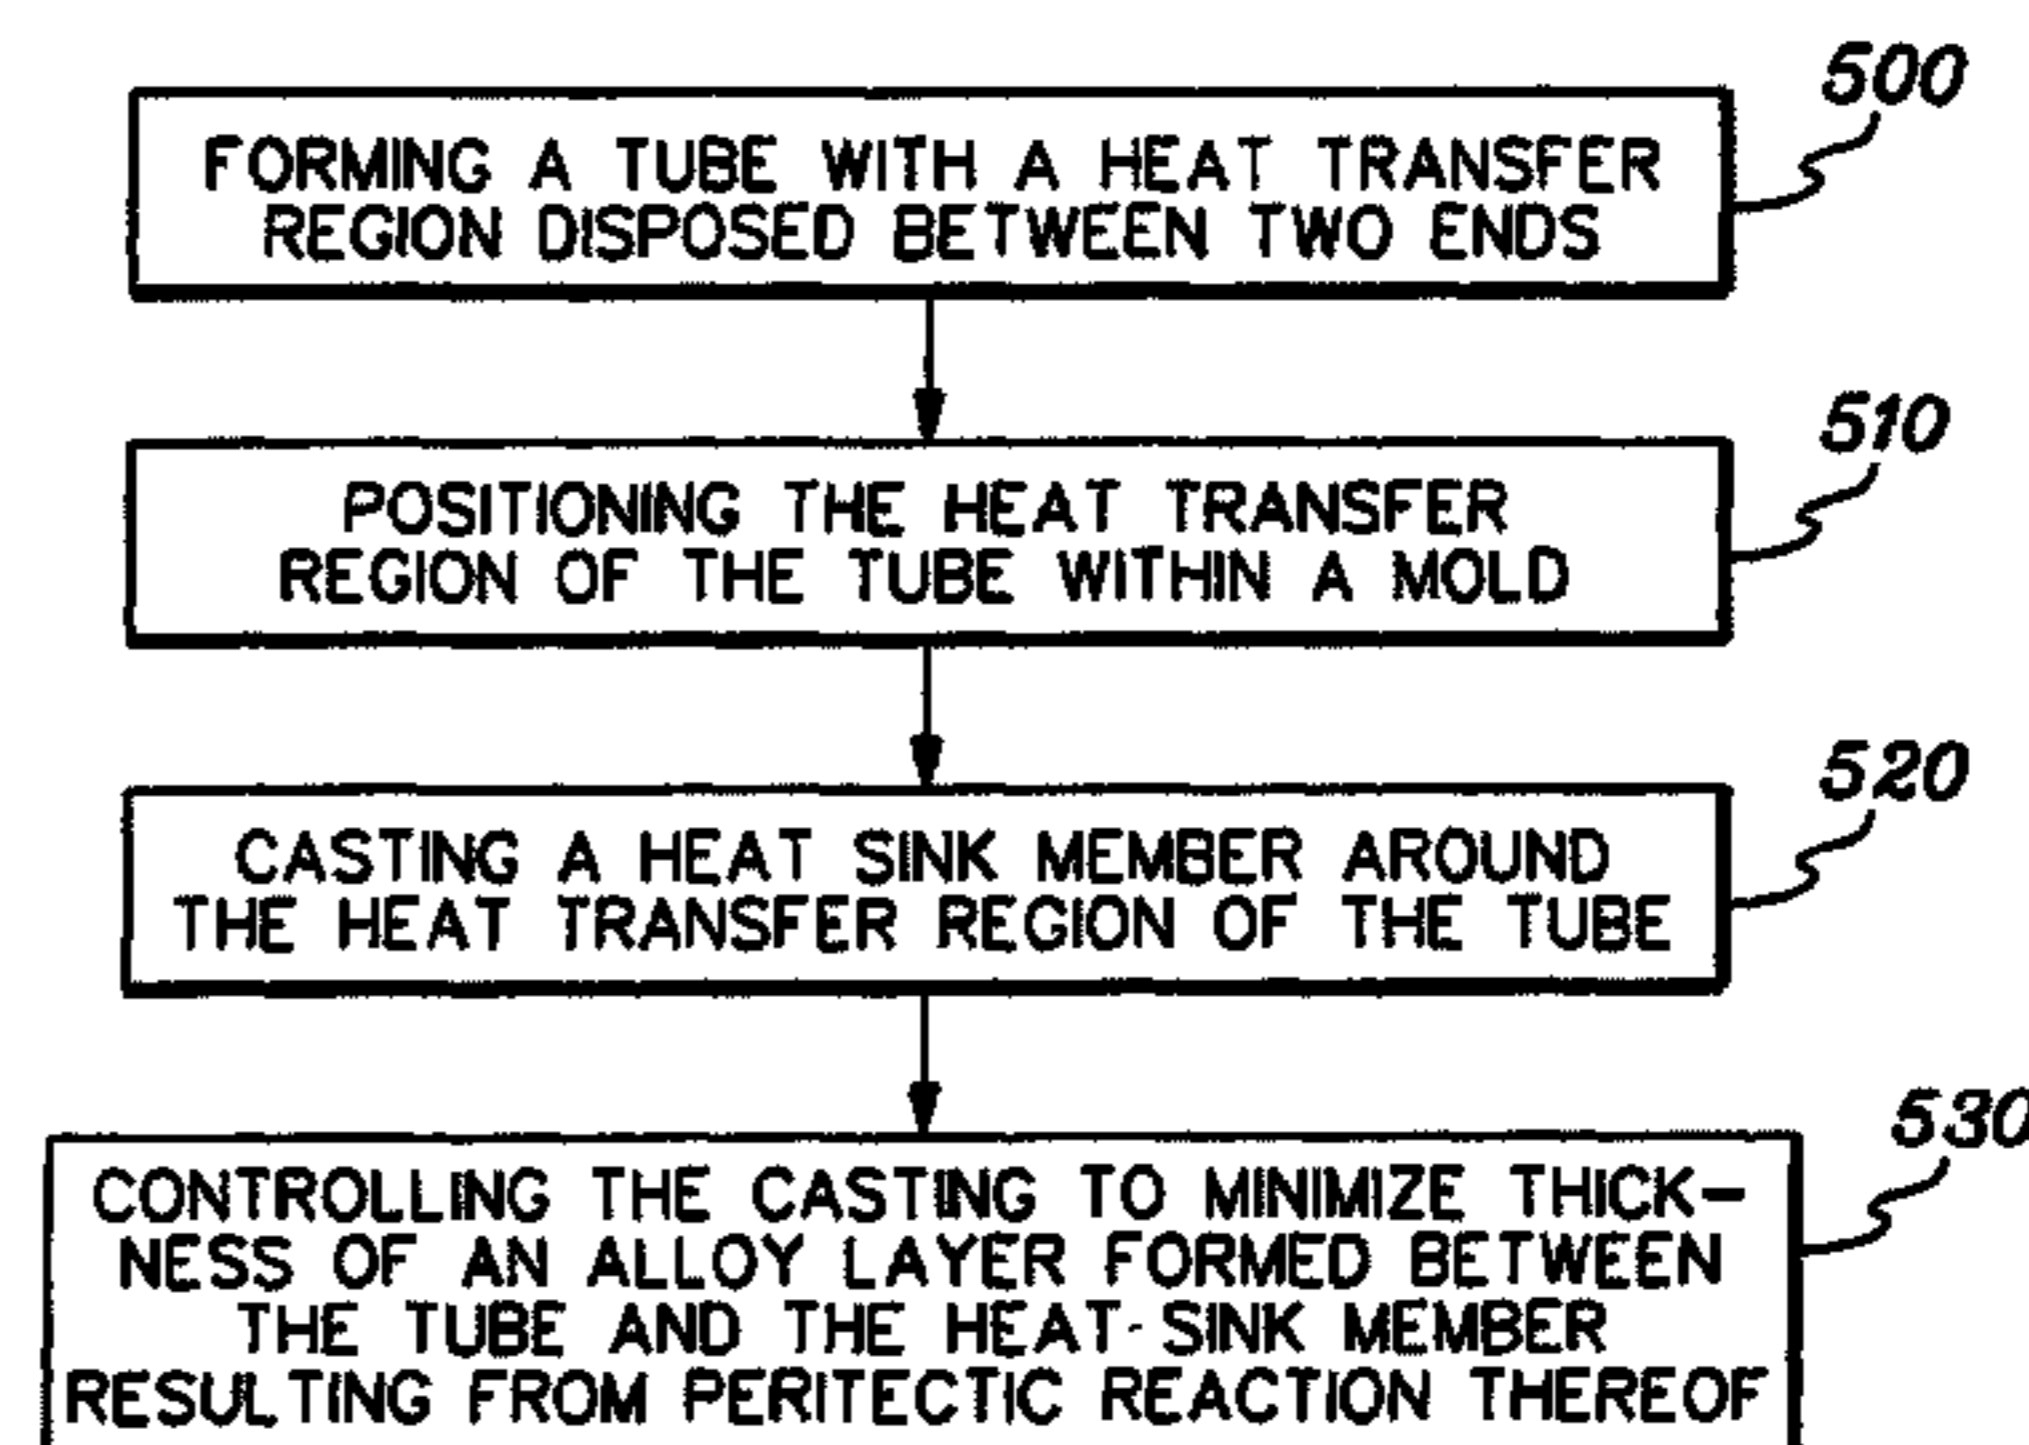 500
FORMING A TUBE WITH A HEAT TRANSFER
REGION DISPOSED BETWEEN TWO ENDS
510
POSITIONING THE HEAT TRANSFER
REGION OF THE TUBE WITHIN A MOLD
520
CASTING A HEAT SINK MEMBER AROUND
THE HEAT TRANSFER REGION OF THE TUBE
530
CONTROLLING THE CASTING TO MINIMIZE THICK-
NESS OF AN ALLOY LAYER FORMED BETWEEN
THE TUBE AND THE HEAT-SINK MEMBER
RESULTING FROM PERITECTIC REACTION THEREOF